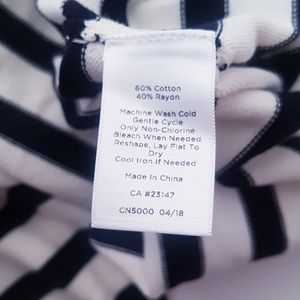 60% Cotton
40% Rayon
Machine Wash Cold
Gentle Cycle
Only Non-Chlorine
Bleach When Needed
Reshape, Lay Flat To
Dry
Cool Iron If Needed
Made In China
CA #23147
CN5000 04/18